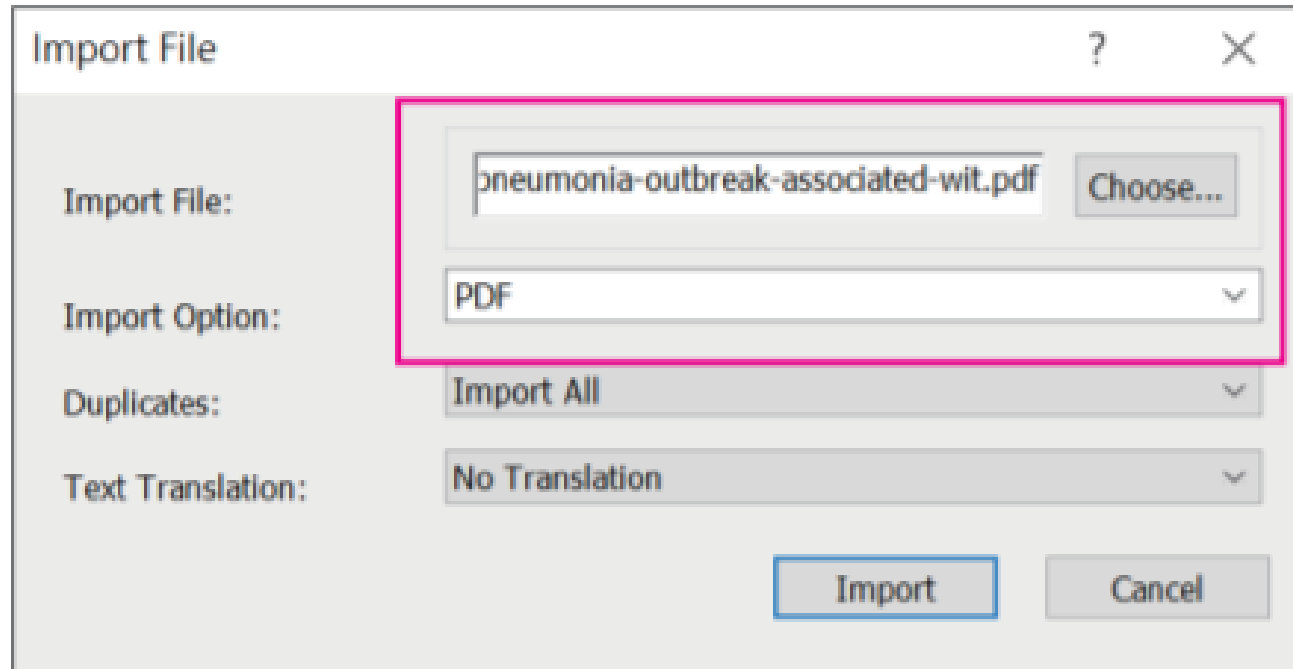 Import File ?
Import File: pneumonia-outbreak-associated-wit.pdf Choose...
Import Option: PDF
Duplicates: Import All
Text Translation: No Translation
Import Cancel